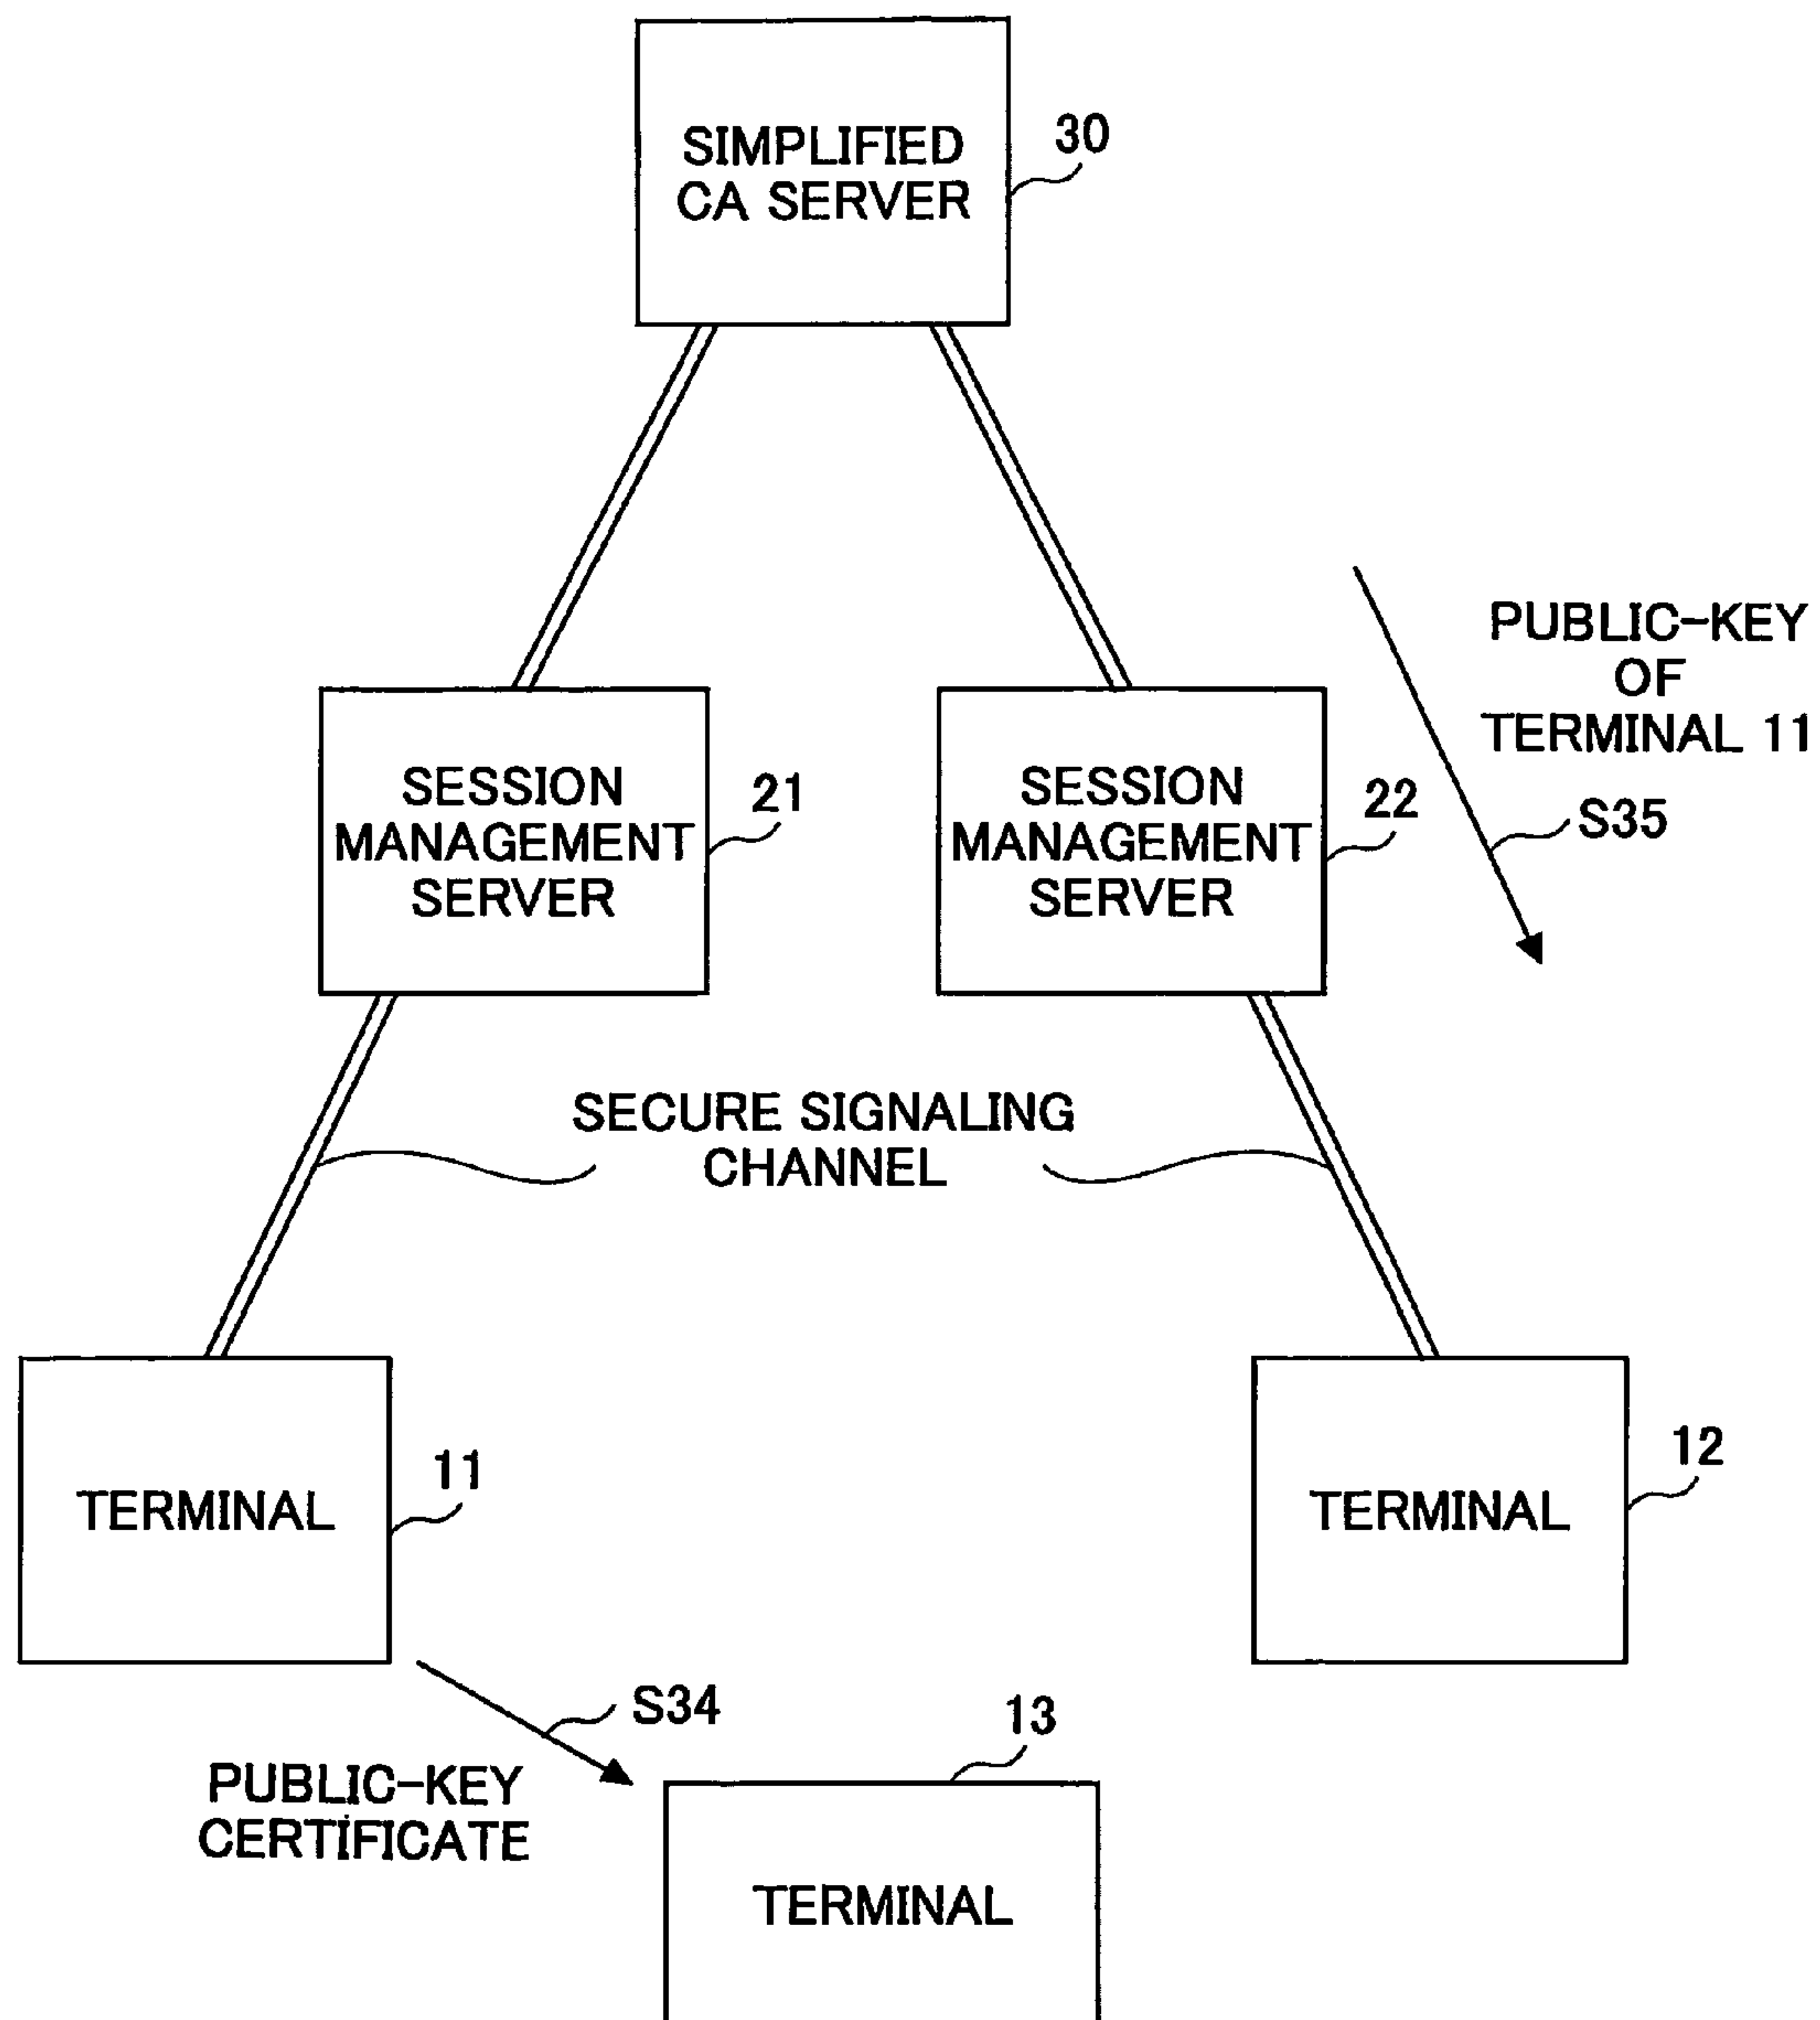 SIMPLIFIED
CA SERVER
30
PUBLIC-KEY
OF
TERMINAL 11
S35
SESSION
MANAGEMENT
SERVER
21
SESSION
MANAGEMENT
SERVER
22
SECURE SIGNALING
CHANNEL
TERMINAL
11
TERMINAL
12
S34
PUBLIC-KEY
CERTIFICATE
13
TERMINAL